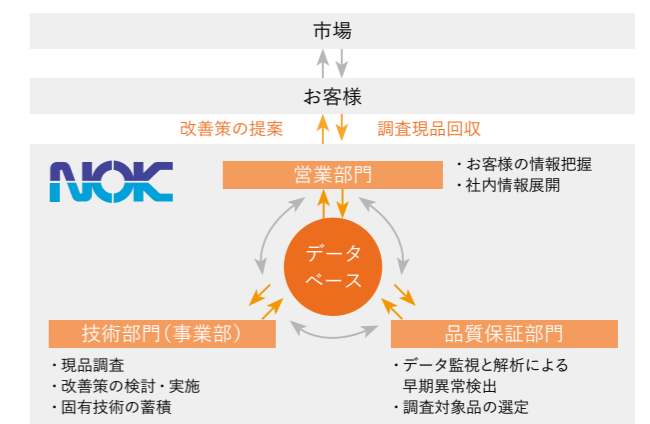 市場
お客様
改善策の提案
調査現品回収
NOK
営業部門
・お客様の情報把握
・社内情報展開
データ
ベース
技術部門(事業部)
・現品調査
・改善策の検討・実施
・固有技術の蓄積
品質保証部門
・データ監視と解析による
早期異常検出
・調査対象品の選定